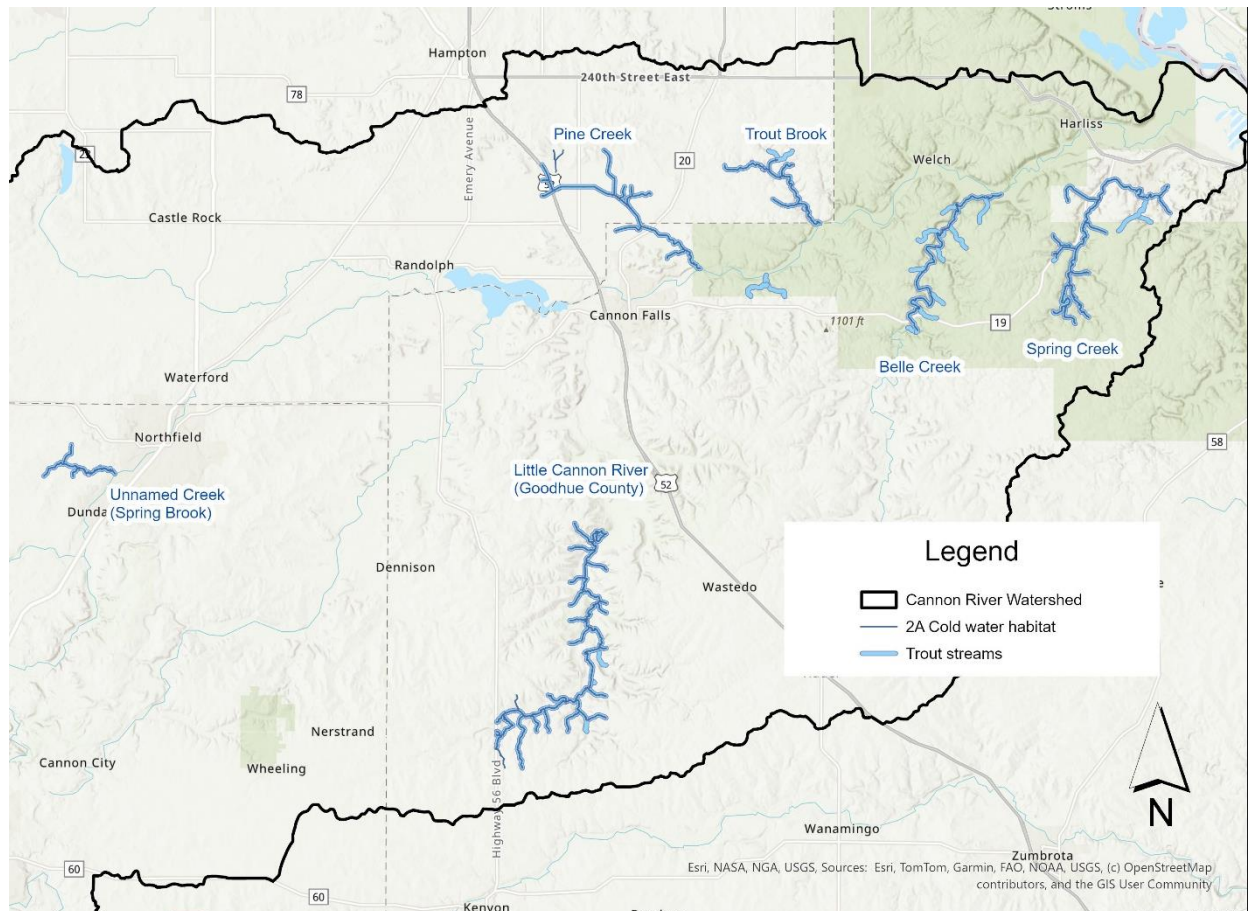 Hampton
240th Street East
78
Pine Creek
Trout Brook
Harliss
20
Welch
Emery Avenue
Castle Rock
Randolph
Cannon Falls
1101 ft
19
Belle Creek
Spring Creek
Waterford
Northfield
58
Unnamed Creek
(Spring Brook)
Little Cannon River
(Goodhue County)
52
Dennison
Wastedo
Legend
Cannon River Watershed
2A Cold water habitat
Trout streams
Nerstrand
Cannon City
Wheeling
Highway 56 Blvd
N
Wanamingo
Zumbrota
60
60
Kenyon
Esri, NASA, NGA, USGS, Sources: Esri, TomTom, Garmin, FAO, NOAA, USGS, (c) OpenStreetMap
contributors, and the GIS User Community